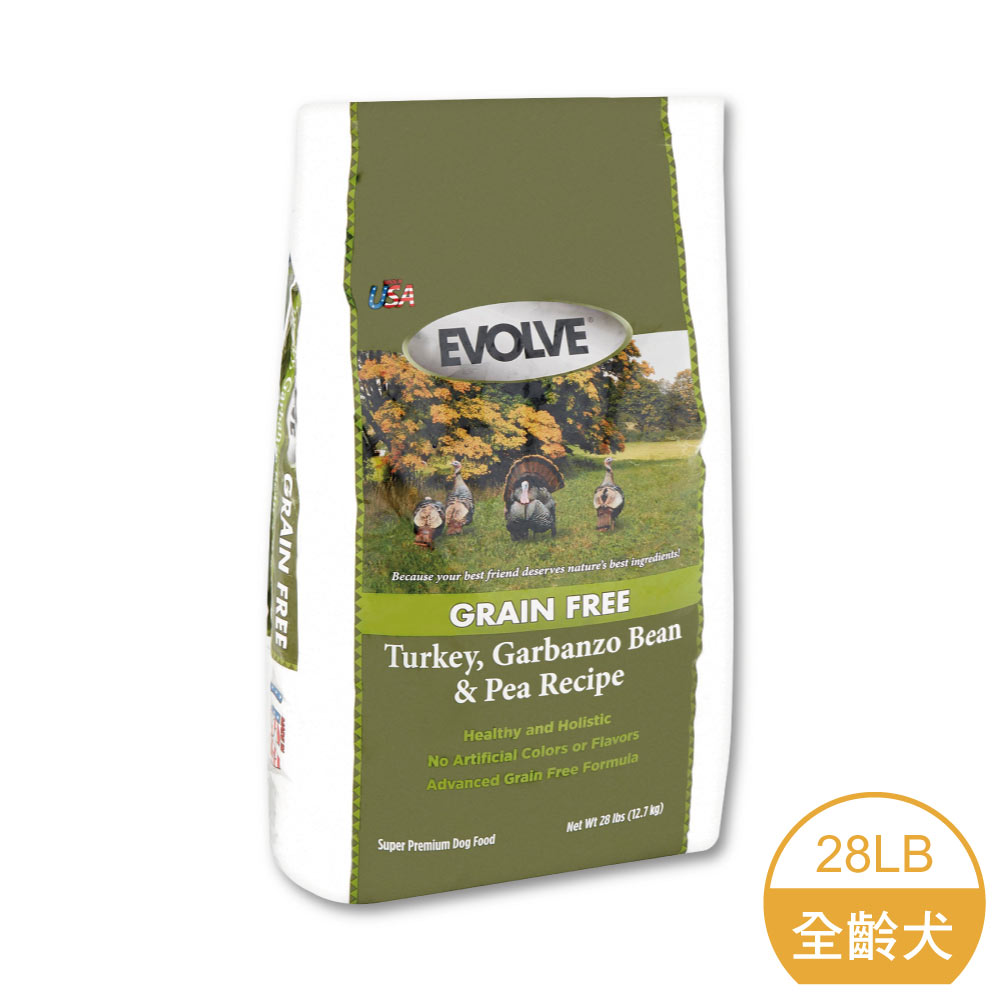 USA
EVOLVE®
Because your best friend deserves nature's best ingredients!
GRAIN FREE
Turkey, Garbanzo Bean
& Pea Recipe
Healthy and Holistic
No Artificial Colors or Flavors
Advanced Grain Free Formula
Super Premium Dog Food
Net Wt 28 lbs (12.7 kg)
GRAIN FREE
28LB
全齡犬